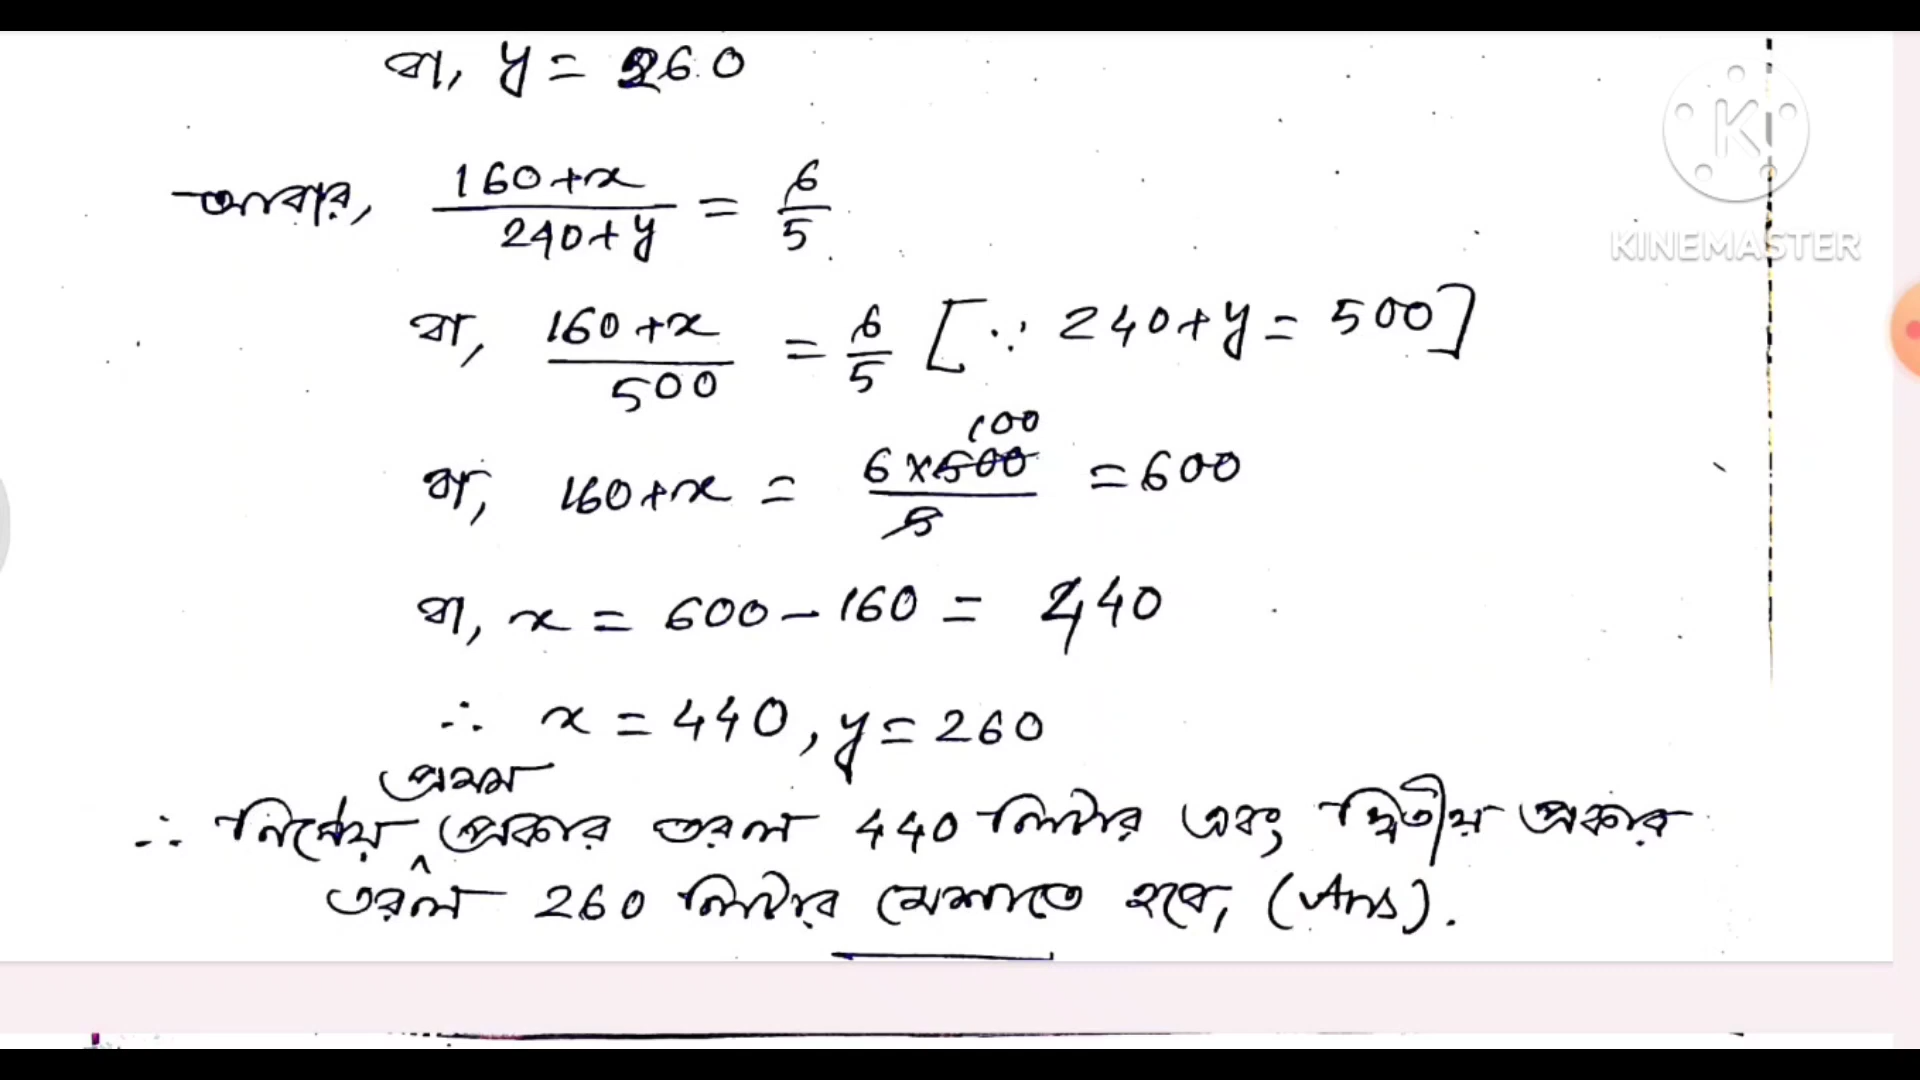 বা, y = 260
আবার, (160+x)/(240+y) = 6/5
বা, (160+x)/500 = 6/5 [∵ 240+y = 500]
বা, 160+x = (6×500)/5 = 600
100
বা, x = 600 - 160 = 440
∴ x = 440, y = 260
প্রথম
∴ নির্ণেয় ^ প্রকার তরল 440 লিটার এবং দ্বিতীয় প্রকার
তরল 260 লিটার মেশাতে হবে, (Ans).
KINEMASTER